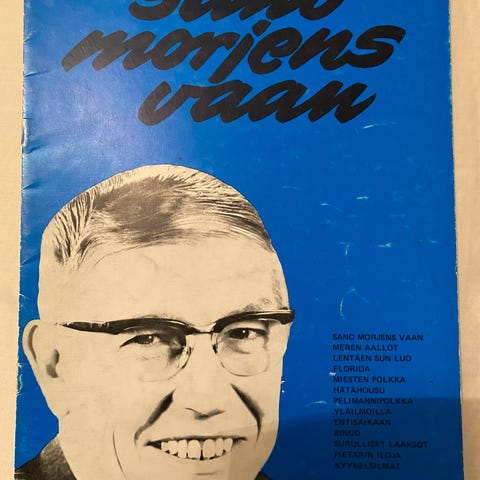 sano
morjens
vaan
SANO MORJENS VAAN
MEREN AALLOT
LENTÄEN SUN LUO
FLORIDA
MIESTEN POLKKA
HÄTÄHOUSU
PELIMANNIPOLKKA
YLÄILMOILLA
ENTISAIKAAN
BINGO
SURULLISET LAAKSOT
PIETARIN ILOJA
KYYNELSILMÄT